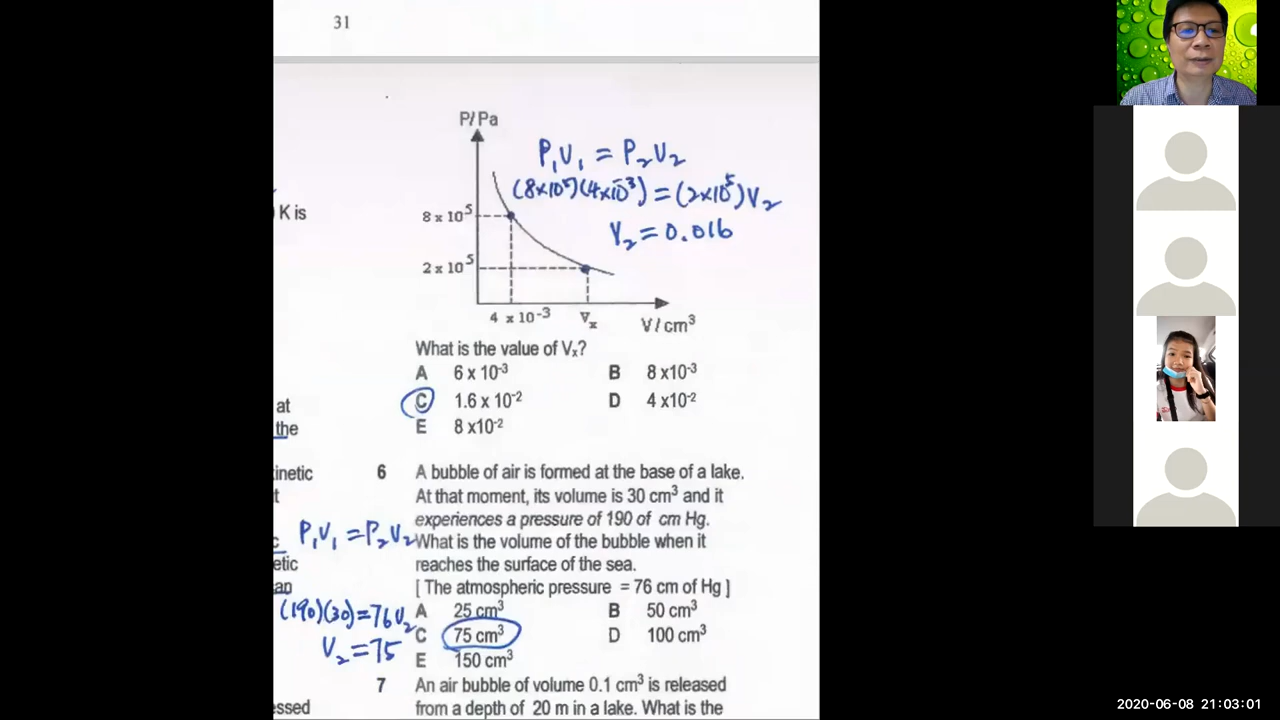 31
P/Pa
P₁V₁ = P₂V₂
K is
(8x10⁵)(4x10⁻³) = (2x10⁵)V₂
8 x 10⁵
V₂ = 0.016
2 x 10⁵
4 x 10⁻³ Vₓ V/cm³
What is the value of Vₓ?
A 6 x 10⁻³ B 8 x10⁻³
C 1.6 x 10⁻² D 4 x10⁻²
E 8 x10⁻²
at
the
inetic
t
etic
an
essed
6 A bubble of air is formed at the base of a lake.
At that moment, its volume is 30 cm³ and it
experiences a pressure of 190 of cm Hg.
P₁V₁ = P₂V₂
What is the volume of the bubble when it
reaches the surface of the sea.
[ The atmospheric pressure = 76 cm of Hg ]
(190)(30) = 76V₂
V₂ = 75
A 25 cm³ B 50 cm³
C 75 cm³ D 100 cm³
E 150 cm³
7 An air bubble of volume 0.1 cm³ is released
from a depth of 20 m in a lake. What is the
2020-06-08 21:03:01